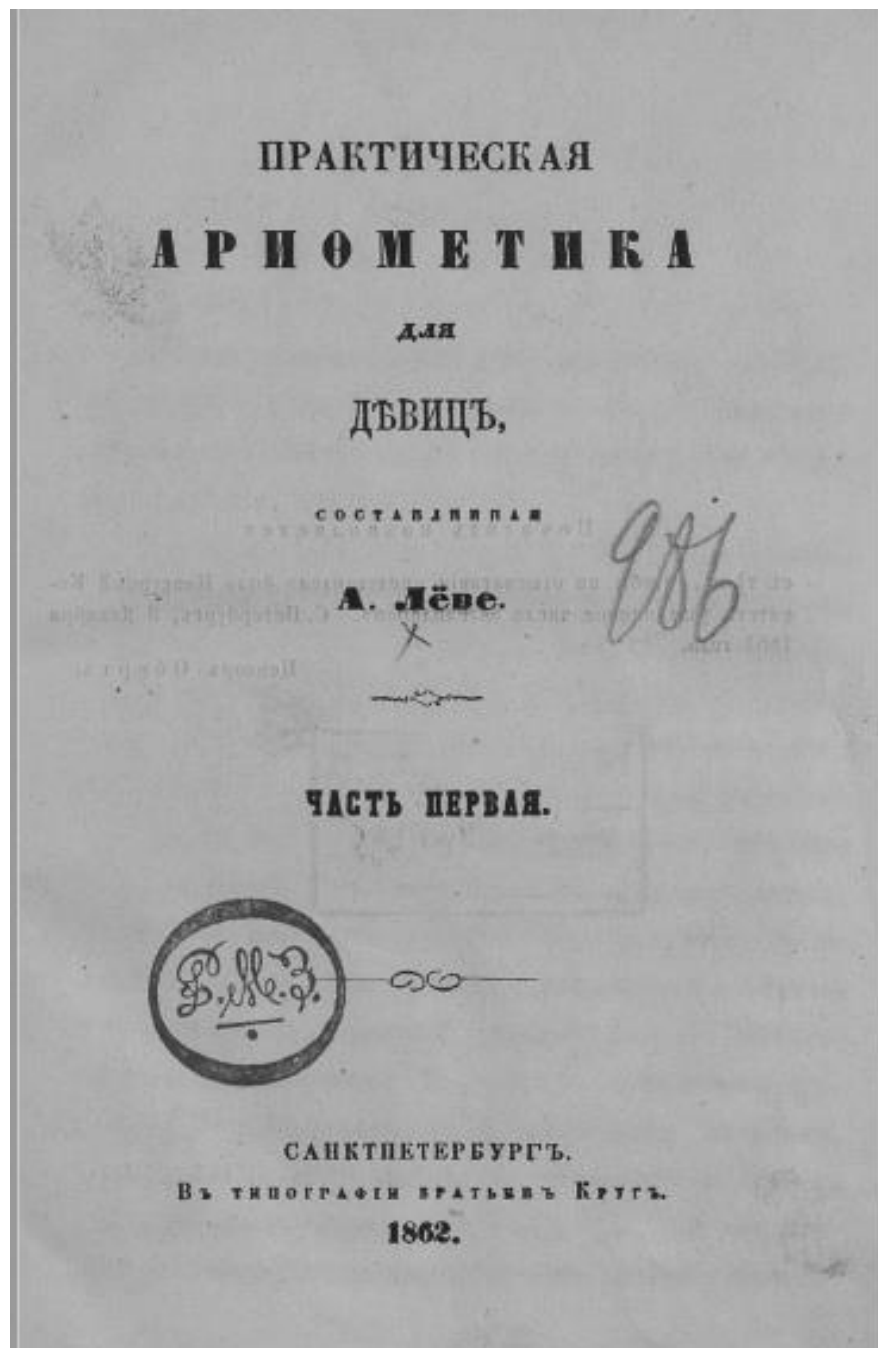 ПРАКТИЧЕСКАЯ
АРИѲМЕТИКА
для
ДѢВИЦЪ,
СОСТАВЛЕННАЯ
А. Лёве.
ЧАСТЬ ПЕРВАЯ.
САНКТПЕТЕРБУРГЪ.
Въ типографіи братьевъ Кругъ.
1862.